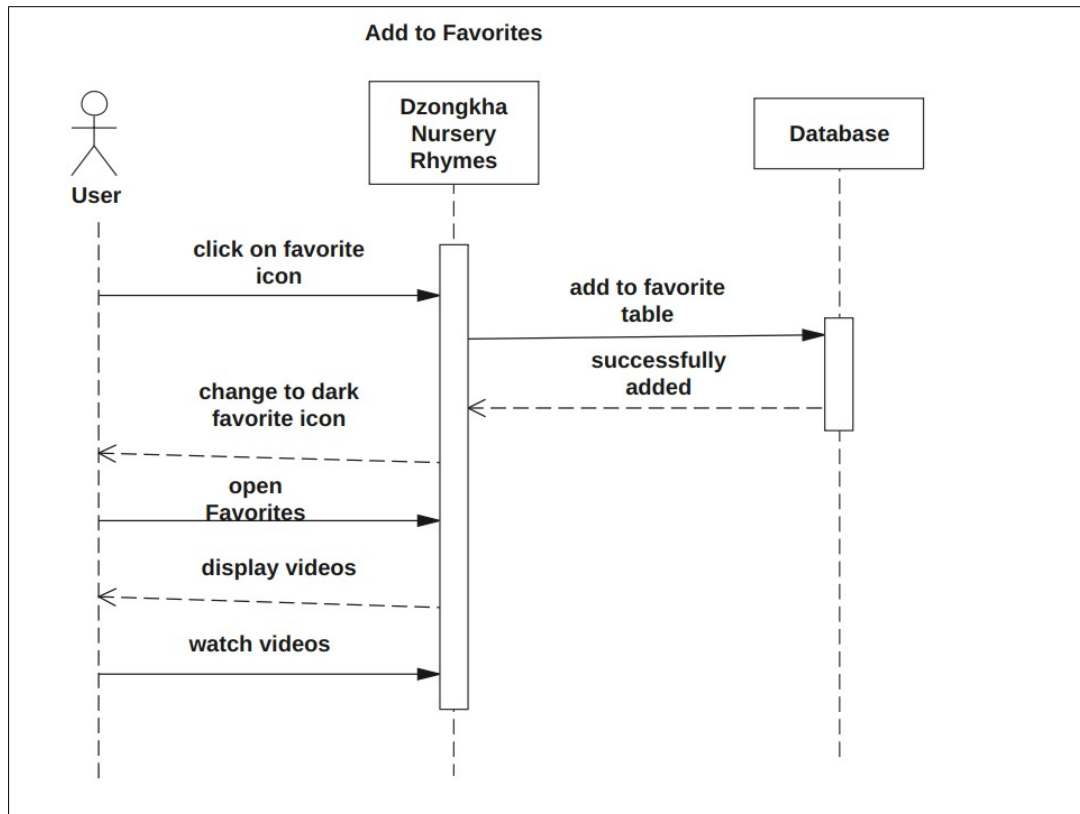 Add to Favorites
Dzongkha
Nursery
Rhymes
Database
User
click on favorite
icon
add to favorite
table
successfully
added
change to dark
favorite icon
open
Favorites
display videos
watch videos